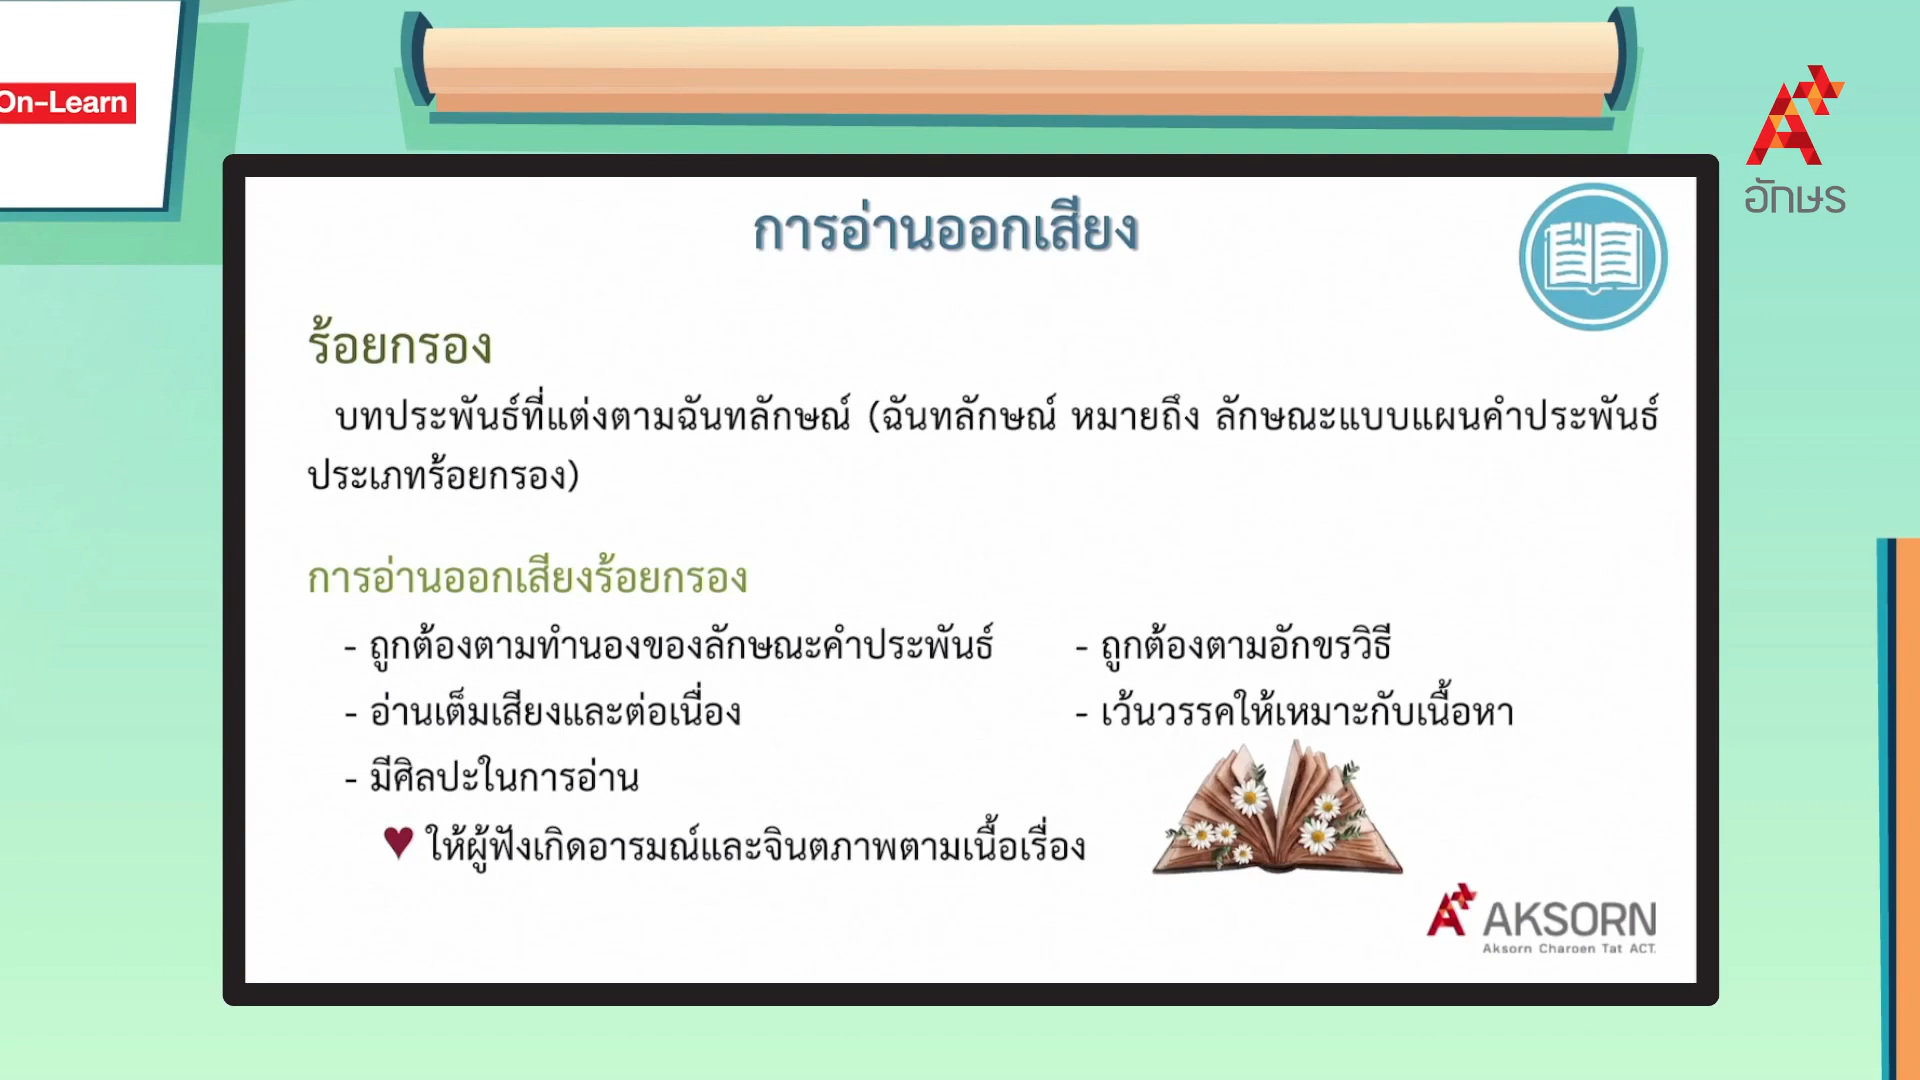 On-Learn
อักษร
การอ่านออกเสียง
ร้อยกรอง
บทประพันธ์ที่แต่งตามฉันทลักษณ์ (ฉันทลักษณ์ หมายถึง ลักษณะแบบแผนคำประพันธ์
ประเภทร้อยกรอง)
การอ่านออกเสียงร้อยกรอง
- ถูกต้องตามทำนองของลักษณะคำประพันธ์
- ถูกต้องตามอักขรวิธี
- อ่านเต็มเสียงและต่อเนื่อง
- เว้นวรรคให้เหมาะกับเนื้อหา
- มีศิลปะในการอ่าน
♥ ให้ผู้ฟังเกิดอารมณ์และจินตภาพตามเนื้อเรื่อง
AKSORN
Aksorn Charoen Tat ACT.